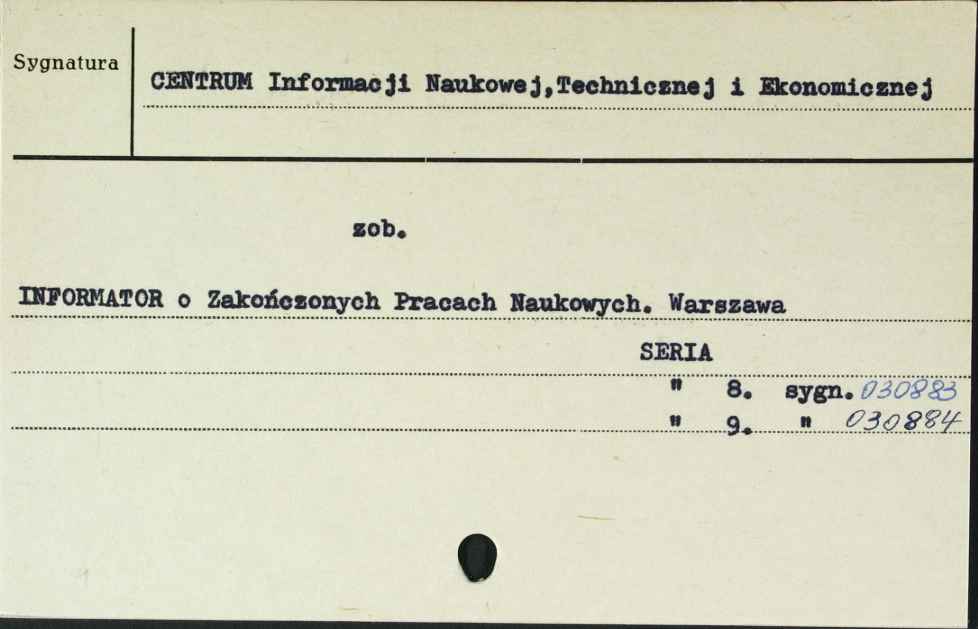 Sygnatura
CENTRUM Informacji Naukowej,Technicznej i Ekonomicznej
zob.
INFORMATOR o Zakończonych Pracach Naukowych. Warszawa
SERIA
" 8. sygn. 030883
" 9. " 030884